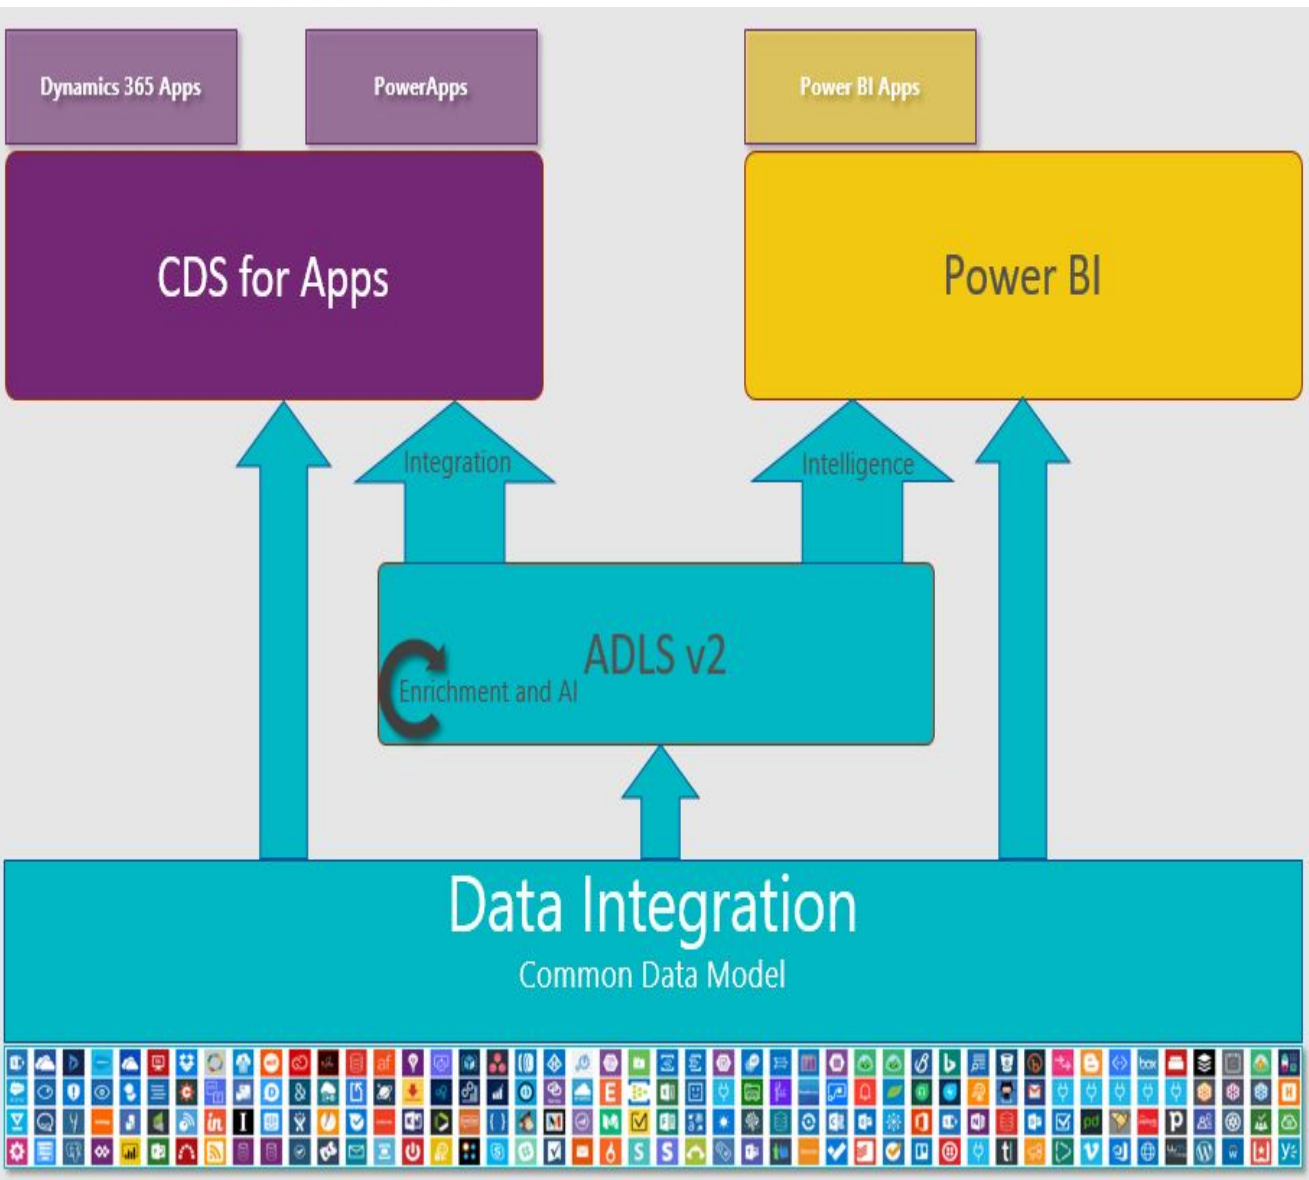 Dynamics 365 Apps
PowerApps
Power BI Apps
CDS for Apps
Power BI
Integration
Intelligence
ADLS v2
Enrichment and AI
Data Integration
Common Data Model
box